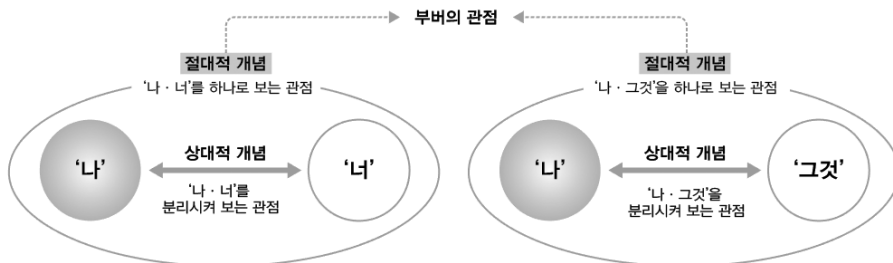 부버의 관점
절대적 개념
'나 · 너'를 하나로 보는 관점
'나'
상대적 개념
'너'
'나 · 너'를
분리시켜 보는 관점
절대적 개념
'나 · 그것'을 하나로 보는 관점
'나'
상대적 개념
'그것'
'나 · 그것'을
분리시켜 보는 관점